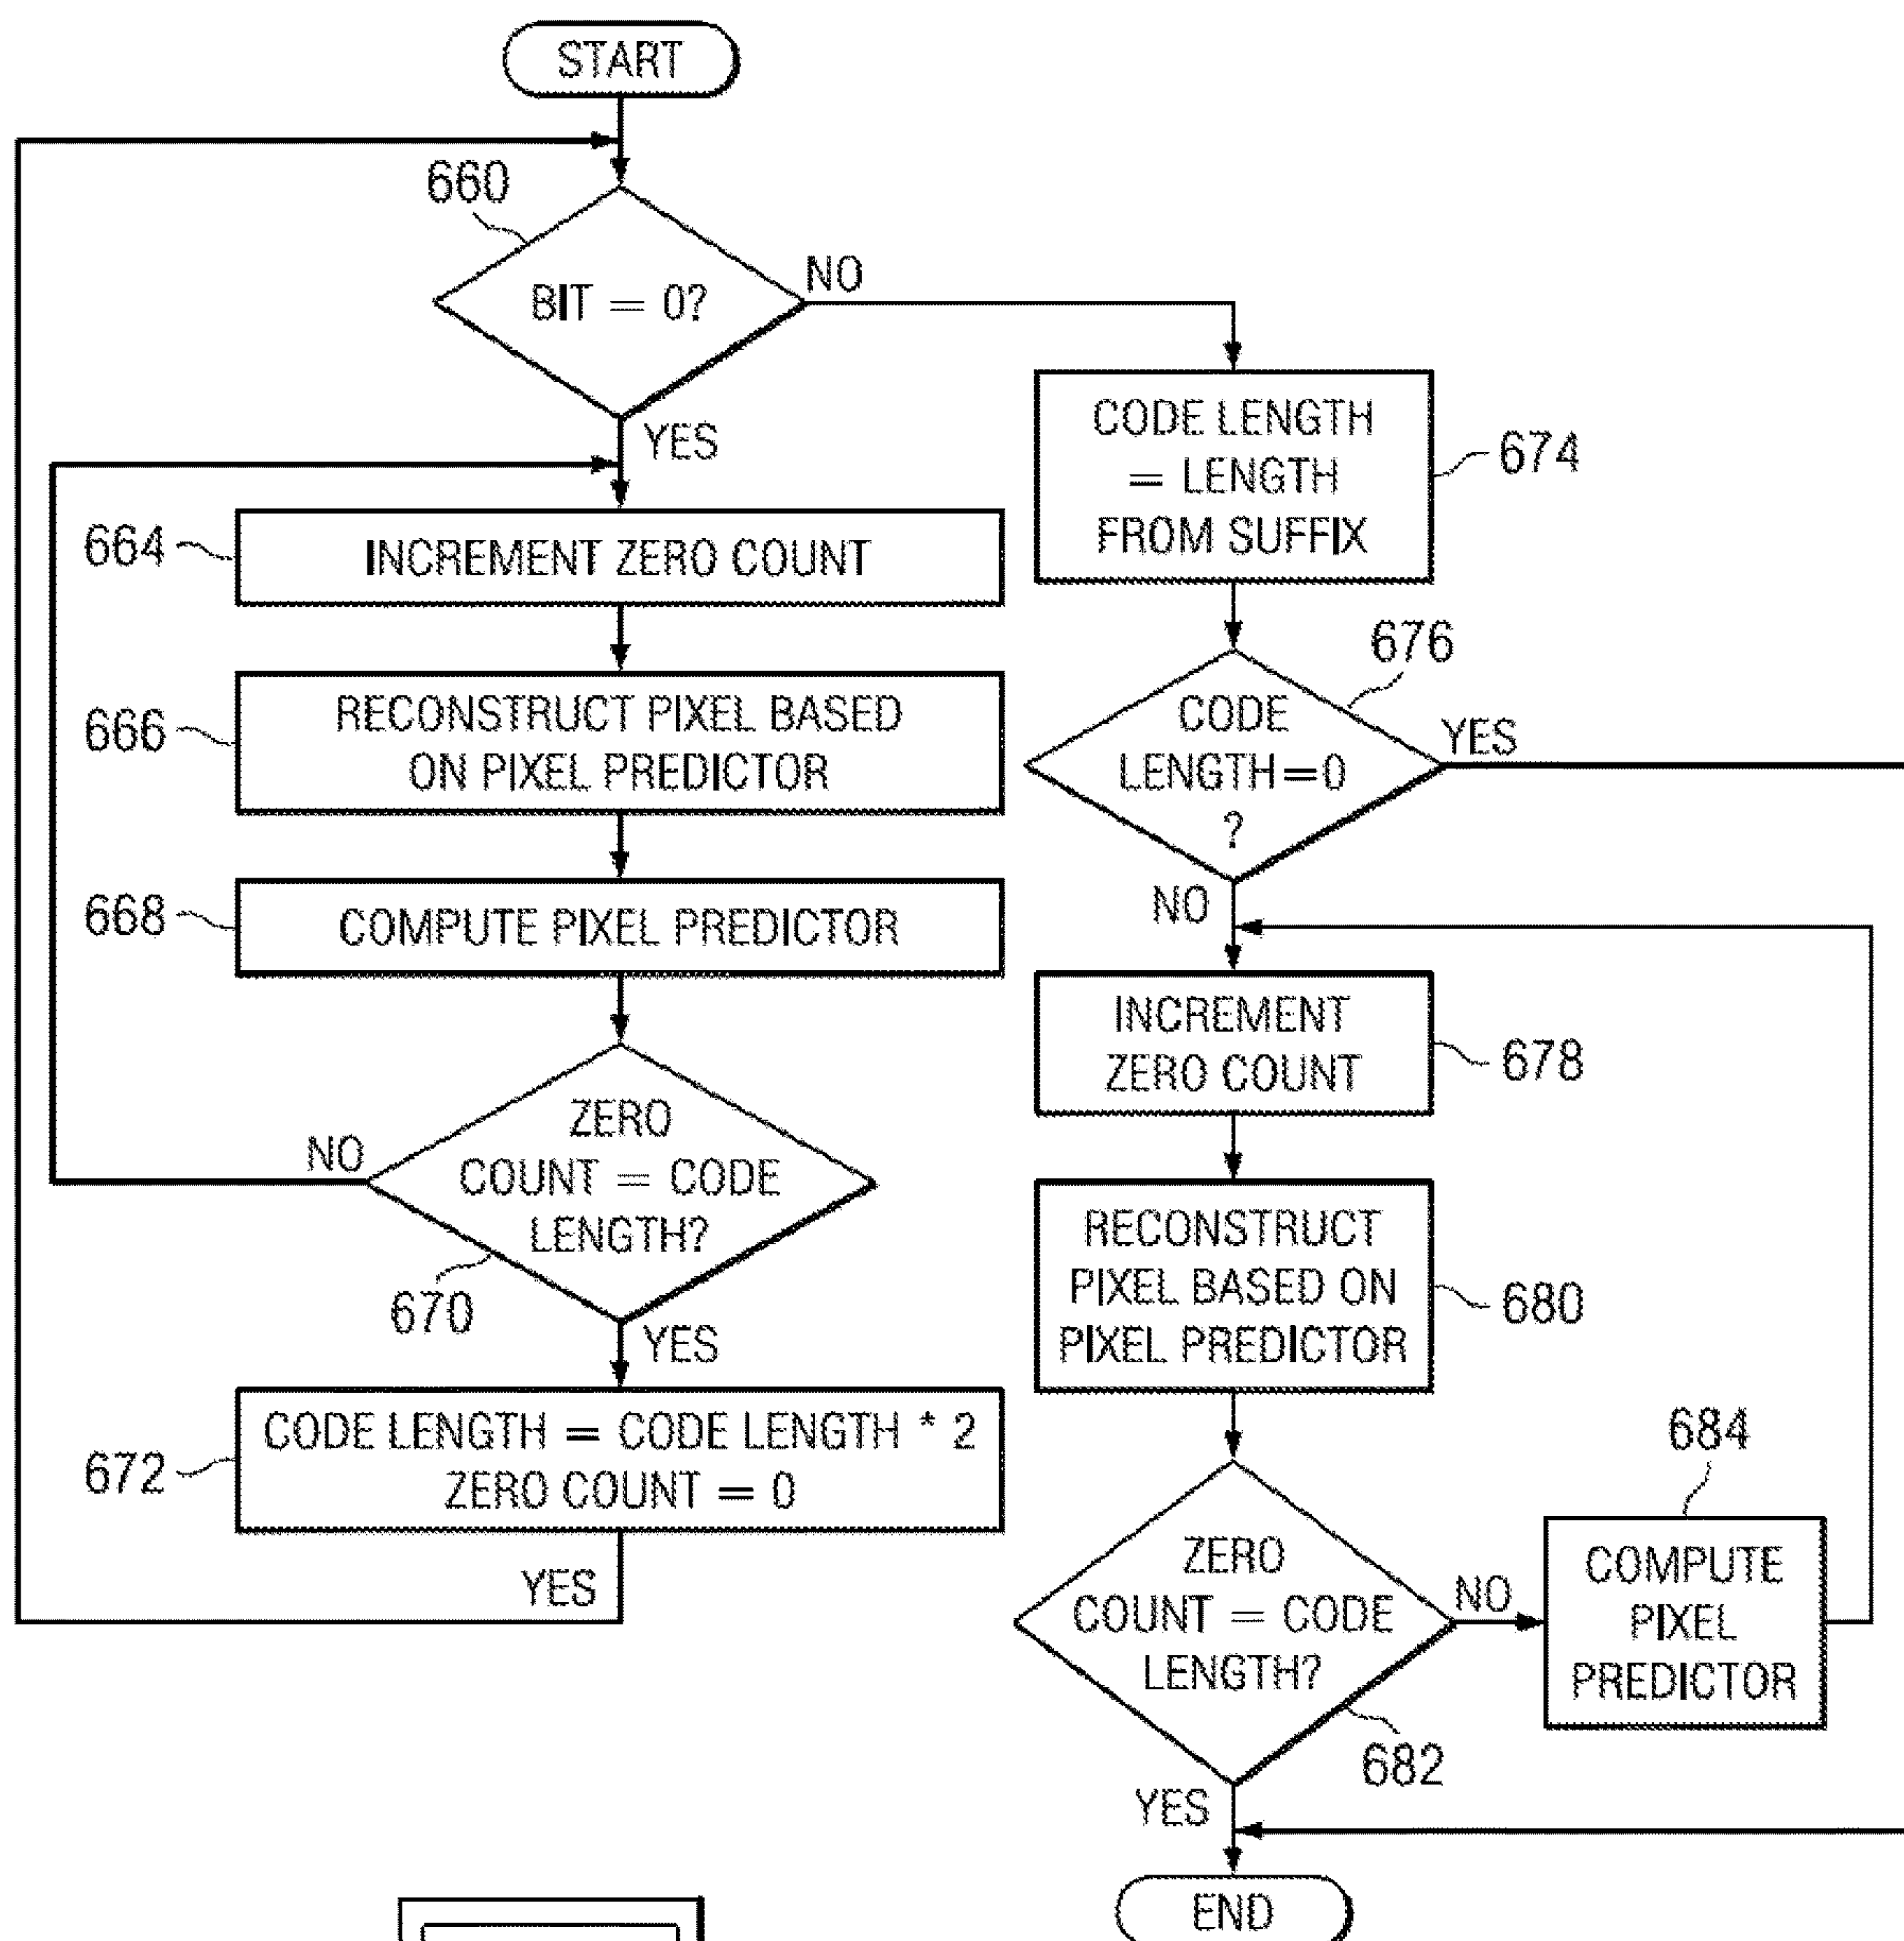 START
660
BIT = 0?
NO
YES
664
INCREMENT ZERO COUNT
666
RECONSTRUCT PIXEL BASED
ON PIXEL PREDICTOR
668
COMPUTE PIXEL PREDICTOR
ZERO
COUNT = CODE
LENGTH?
NO
670
YES
672
CODE LENGTH = CODE LENGTH * 2
ZERO COUNT = 0
YES
CODE LENGTH
= LENGTH
FROM SUFFIX
674
676
CODE
LENGTH=0
?
YES
NO
INCREMENT
ZERO COUNT
678
RECONSTRUCT
PIXEL BASED ON
PIXEL PREDICTOR
680
ZERO
COUNT = CODE
LENGTH?
NO
682
684
COMPUTE
PIXEL
PREDICTOR
YES
END